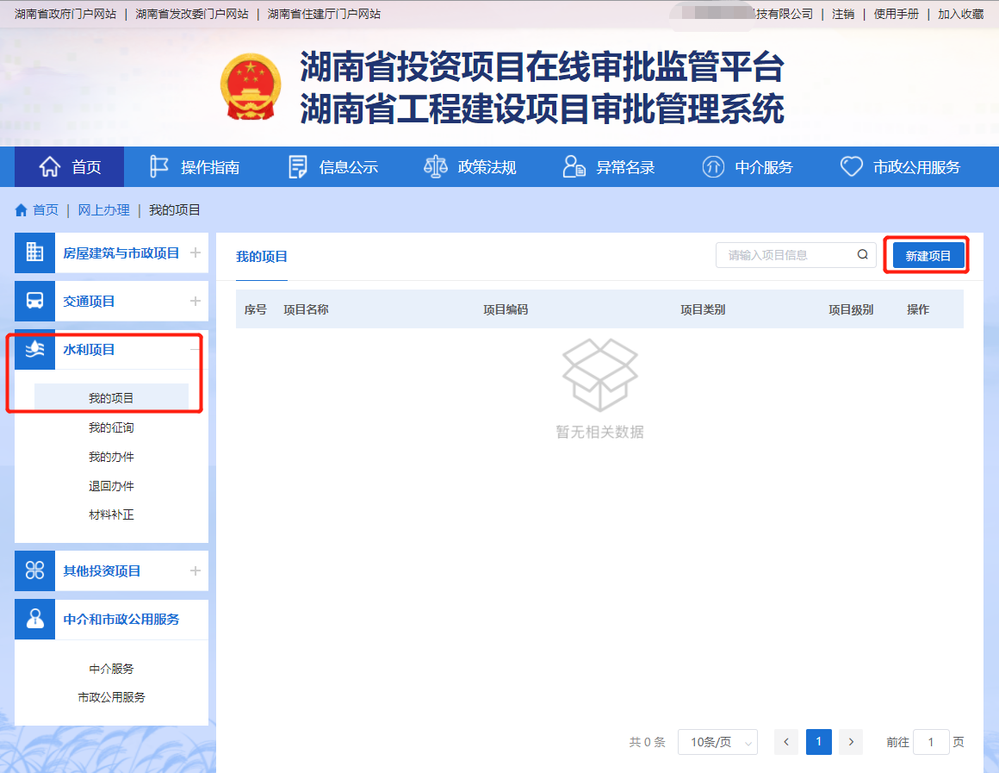 湖南省政府门户网站 | 湖南省发改委门户网站 | 湖南省住建厅门户网站
技有限公司 | 注销 | 使用手册 | 加入收藏
湖南省投资项目在线审批监管平台
湖南省工程建设项目审批管理系统
首页 操作指南 信息公示 政策法规 异常名录 中介服务 市政公用服务
首页 | 网上办理 | 我的项目
房屋建筑与市政项目
交通项目
水利项目
我的项目
我的征询
我的办件
退回办件
材料补正
其他投资项目
中介和市政公用服务
中介服务
市政公用服务
我的项目
请输入项目信息
新建项目
序号 项目名称 项目编码 项目类别 项目级别 操作
暂无相关数据
共 0 条 10条/页 1 前往 1 页